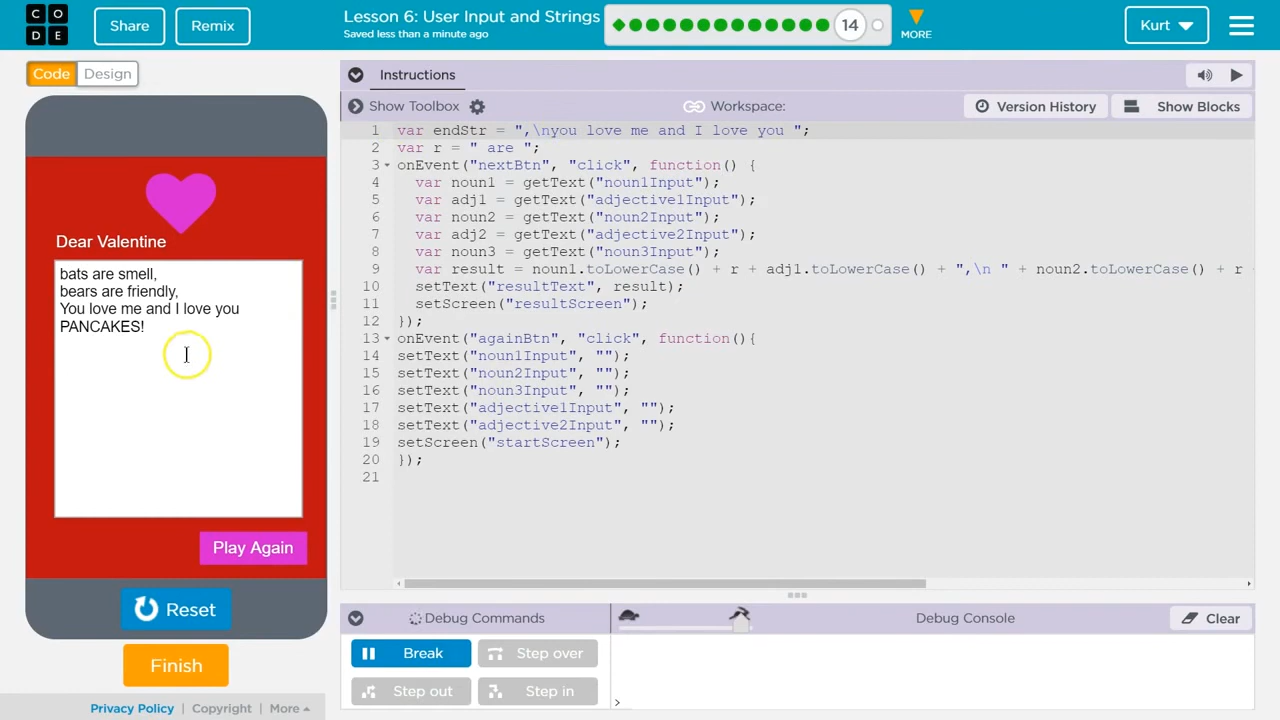 CO
DE
Share
Remix
Lesson 6: User Input and Strings
Saved less than a minute ago
14
MORE
Kurt
Code
Design
Instructions
Show Toolbox
Workspace:
Version History
Show Blocks
Dear Valentine
bats are smell,
bears are friendly,
You love me and I love you
PANCAKES!
Play Again
Reset
Finish
Privacy Policy | Copyright | More
1 var endStr = ",\nyou love me and I love you ";
2 var r = " are ";
3 onEvent("nextBtn", "click", function() {
4 var noun1 = getText("noun1Input");
5 var adj1 = getText("adjective1Input");
6 var noun2 = getText("noun2Input");
7 var adj2 = getText("adjective2Input");
8 var noun3 = getText("noun3Input");
9 var result = noun1.toLowerCase() + r + adj1.toLowerCase() + ",\n " + noun2.toLowerCase() + r
10 setText("resultText", result);
11 setScreen("resultScreen");
12 });
13 onEvent("againBtn", "click", function(){
14 setText("noun1Input", "");
15 setText("noun2Input", "");
16 setText("noun3Input", "");
17 setText("adjective1Input", "");
18 setText("adjective2Input", "");
19 setScreen("startScreen");
20 });
21
Debug Commands
Debug Console
Clear
Break
Step over
Step out
Step in
>